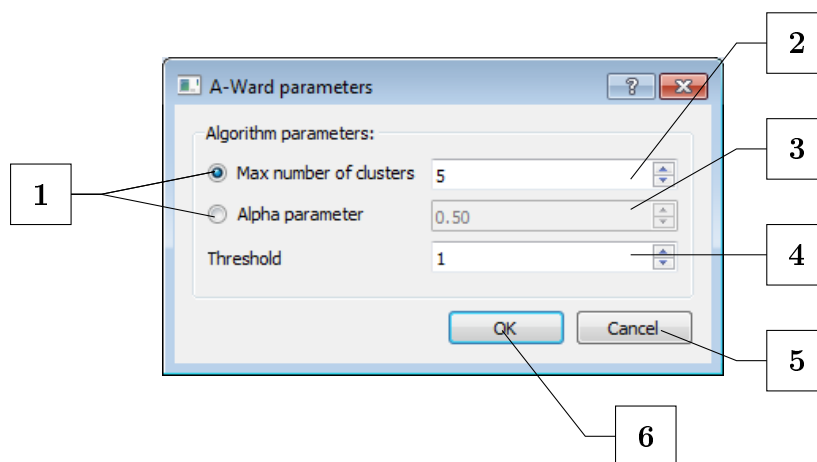 2
A-Ward parameters
?
Algorithm parameters:
3
1
Max number of clusters 5
Alpha parameter 0.50
Threshold 1
4
OK Cancel
5
6